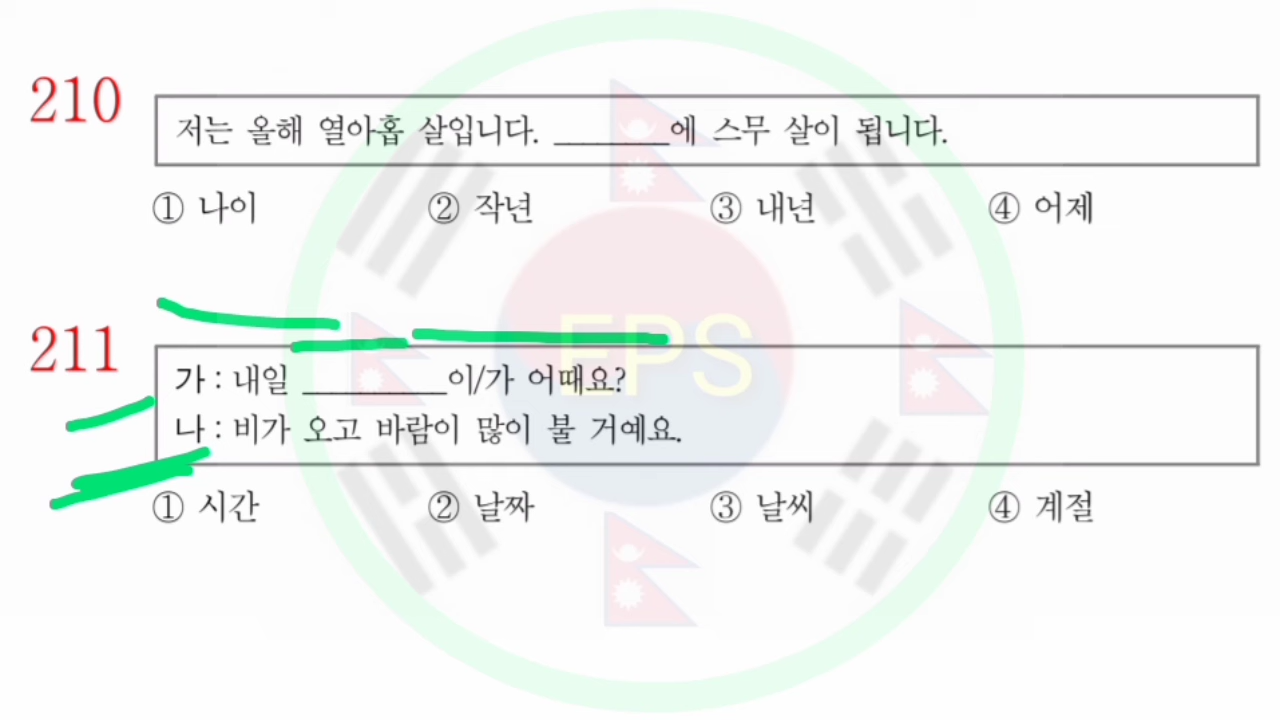 210
저는 올해 열아홉 살입니다. ________에 스무 살이 됩니다.
① 나이 ② 작년 ③ 내년 ④ 어제
211
가 : 내일 __________이/가 어때요?
나 : 비가 오고 바람이 많이 불 거예요.
① 시간 ② 날짜 ③ 날씨 ④ 계절
EPS